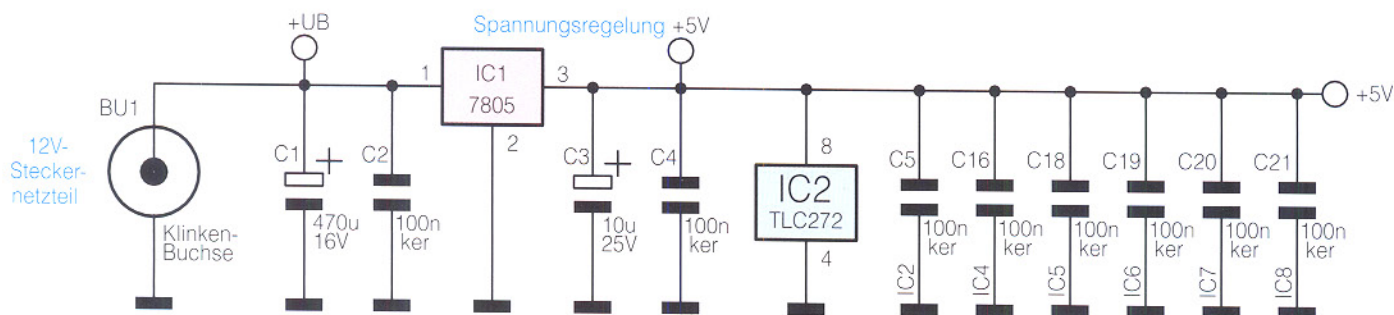 +UB
Spannungsregelung +5V
BU1
12V-
Stecker-
netzteil
Klinken-
Buchse
C1
+
470u
16V
C2
100n
ker
1
IC1
7805
3
2
C3
+
10u
25V
C4
100n
ker
8
IC2
TLC272
4
C5
100n
ker
IC2
C16
100n
ker
IC4
C18
100n
ker
IC5
C19
100n
ker
IC6
C20
100n
ker
IC7
C21
100n
ker
IC8
+5V